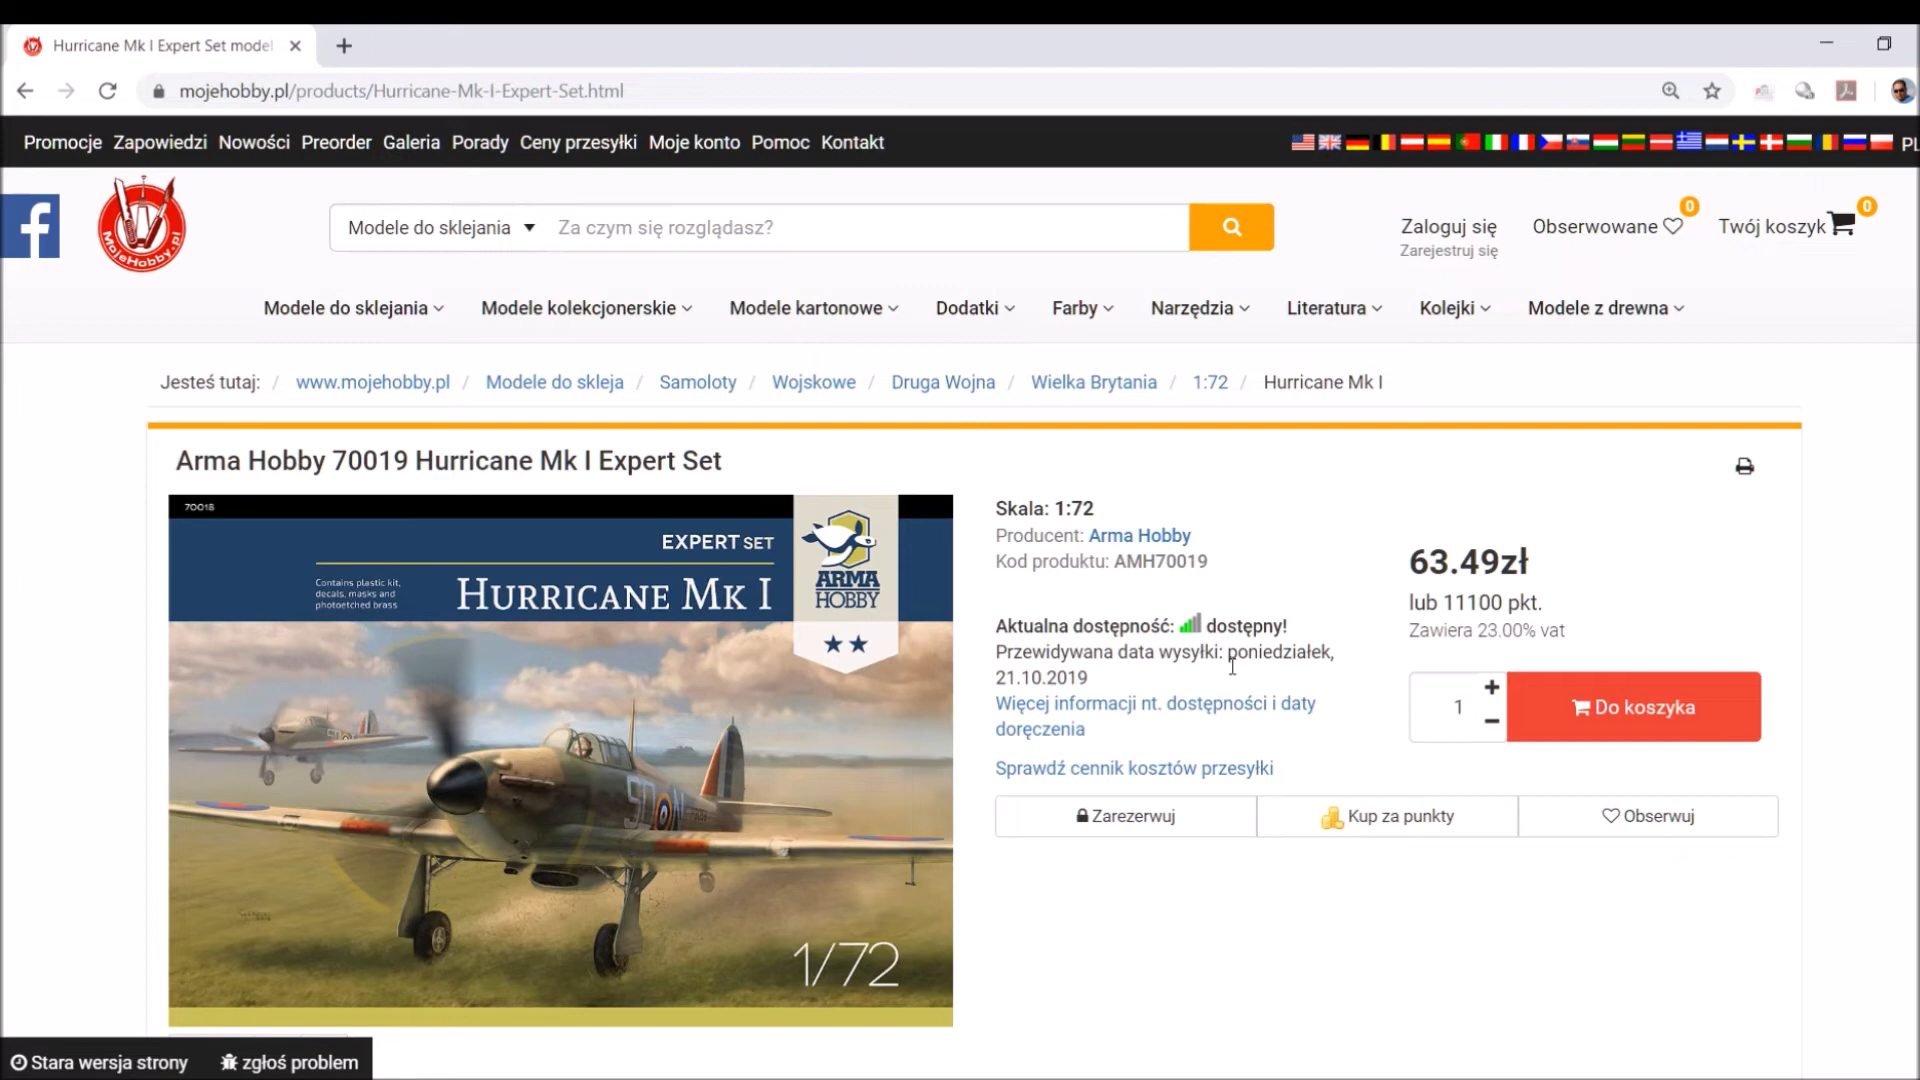 Hurricane Mk I Expert Set model
mojehobby.pl/products/Hurricane-Mk-I-Expert-Set.html
Promocje Zapowiedzi Nowości Preorder Galeria Porady Ceny przesyłki Moje konto Pomoc Kontakt
PL
MojeHobby.pl
Modele do sklejania
Za czym się rozglądasz?
Zaloguj się
Zarejestruj się
Obserwowane
0
Twój koszyk
0
Modele do sklejania Modele kolekcjonerskie Modele kartonowe Dodatki Farby Narzędzia Literatura Kolejki Modele z drewna
Jesteś tutaj: / www.mojehobby.pl / Modele do skleja / Samoloty / Wojskowe / Druga Wojna / Wielka Brytania / 1:72 / Hurricane Mk I
Arma Hobby 70019 Hurricane Mk I Expert Set
EXPERT SET
Contains plastic kit,
decals, masks and
photoetched brass
HURRICANE MK I
ARMA
HOBBY
1/72
Skala: 1:72
Producent: Arma Hobby
Kod produktu: AMH70019
Aktualna dostępność: dostępny!
Przewidywana data wysyłki: poniedziałek,
21.10.2019
Więcej informacji nt. dostępności i daty
doręczenia
Sprawdź cennik kosztów przesyłki
63.49zł
lub 11100 pkt.
Zawiera 23.00% vat
1
Do koszyka
Zarezerwuj
Kup za punkty
Obserwuj
Stara wersja strony
zgłoś problem